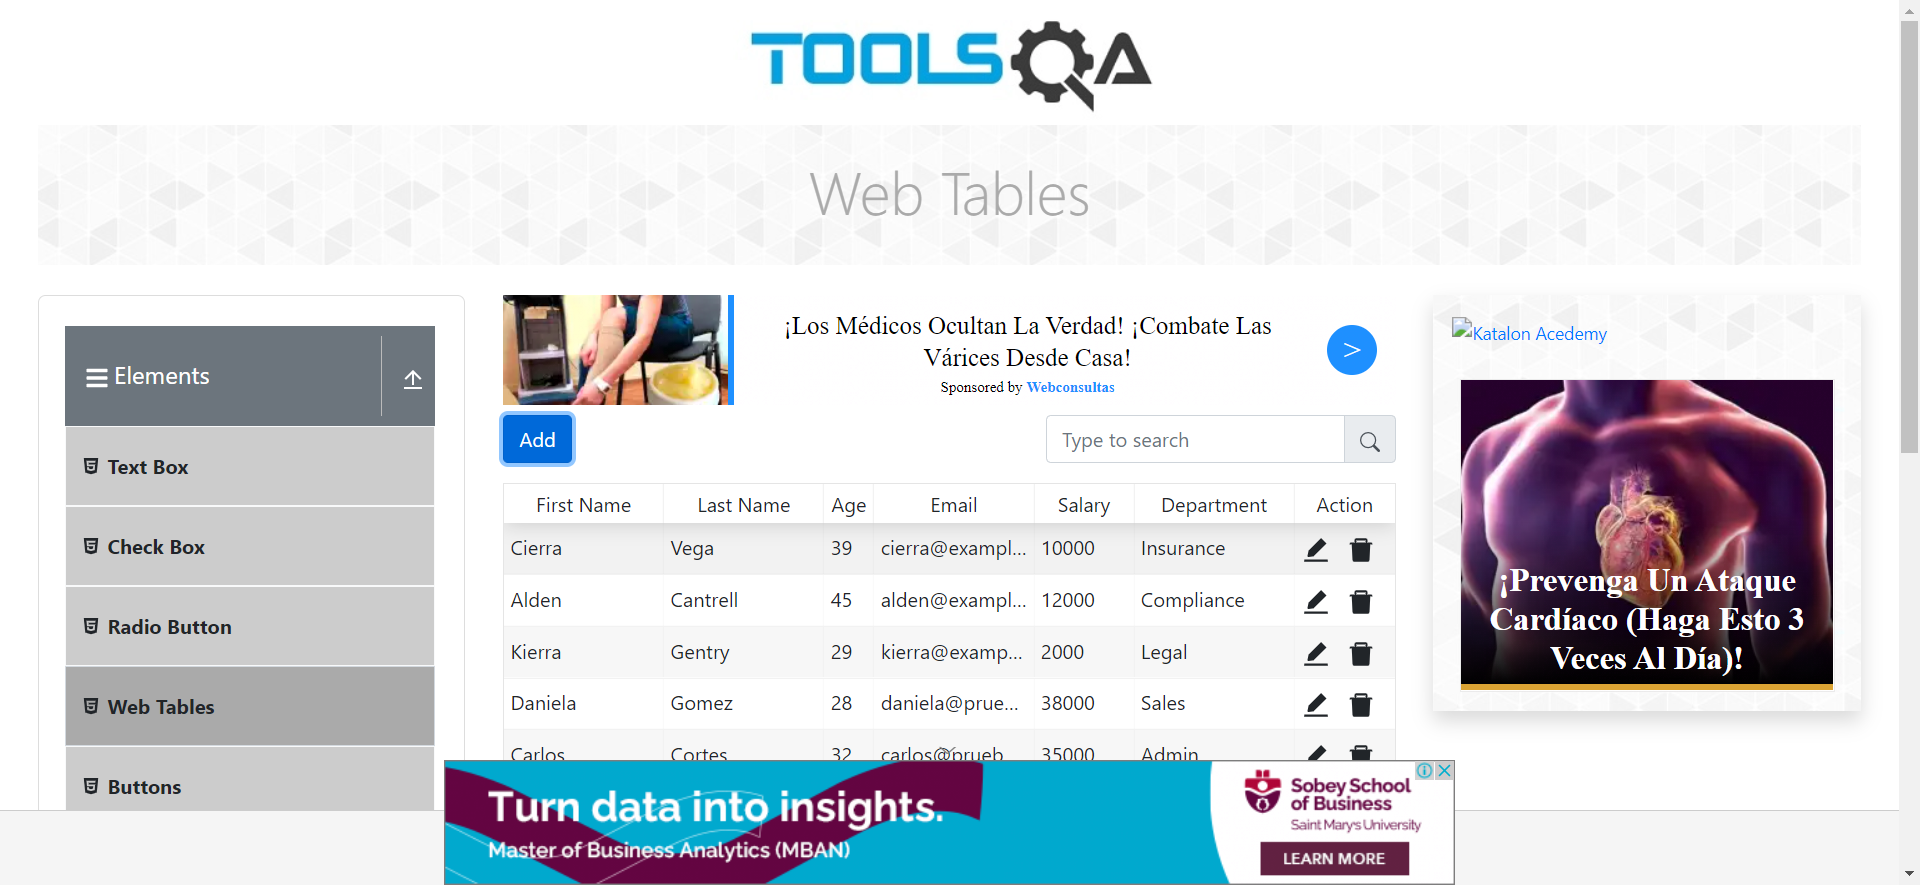 TOOLSQA
Web Tables
Elements
Text Box
Check Box
Radio Button
Web Tables
Buttons
¡Los Médicos Ocultan La Verdad! ¡Combate Las
Várices Desde Casa!
Sponsored by Webconsultas
>
Add
Type to search
First Name Last Name Age Email Salary Department Action
Cierra Vega 39 cierra@exampl... 10000 Insurance
Alden Cantrell 45 alden@exampl... 12000 Compliance
Kierra Gentry 29 kierra@examp... 2000 Legal
Daniela Gomez 28 daniela@prue... 38000 Sales
Carlos Cortes 32 carlos@prueb 35000 Admin
Katalon Acedemy
¡Prevenga Un Ataque
Cardíaco (Haga Esto 3
Veces Al Día)!
Turn data into insights.
Master of Business Analytics (MBAN)
Sobey School
of Business
Saint Mary's University
LEARN MORE